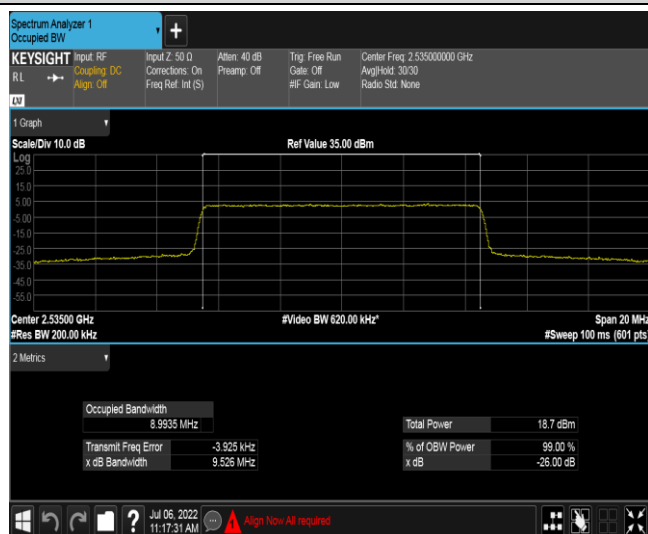 Spectrum Analyzer 1
Occupied BW
+
KEYSIGHT Input: RF Input Z: 50 Ω Atten: 40 dB Trig: Free Run Center Freq: 2.535000000 GHz
RL Coupling: DC Corrections: On Preamp: Off Gate: Off Avg|Hold: 30/30
Align: Off Freq Ref: Int (S) #IF Gain: Low Radio Std: None
LXI
1 Graph
Scale/Div 10.0 dB Ref Value 35.00 dBm
Log
25.0
15.0
5.00
-5.00
-15.0
-25.0
-35.0
-45.0
-55.0
Center 2.53500 GHz #Video BW 620.00 kHz* Span 20 MHz
#Res BW 200.00 kHz #Sweep 100 ms (601 pts)
2 Metrics
Occupied Bandwidth
8.9935 MHz Total Power 18.7 dBm
Transmit Freq Error -3.925 kHz % of OBW Power 99.00 %
x dB Bandwidth 9.526 MHz x dB -26.00 dB
? Jul 06, 2022
11:17:31 AM 1 Align Now All required